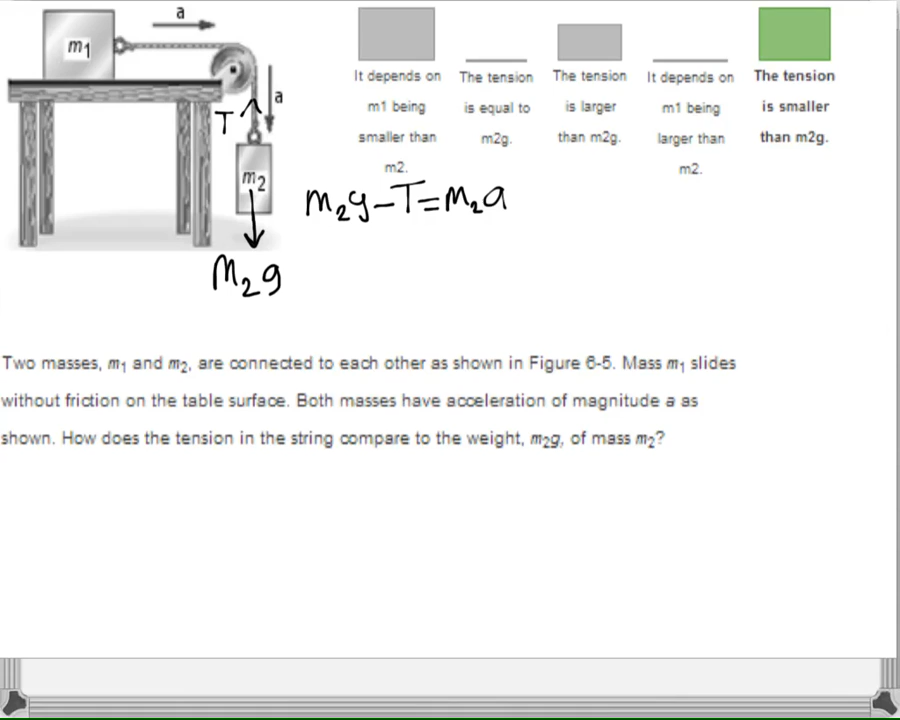 a
m1
a
T
m2
m2g
It depends on
m1 being
smaller than
m2.
The tension
is equal to
m2g.
The tension
is larger
than m2g.
It depends on
m1 being
larger than
m2.
The tension
is smaller
than m2g.
m2g-T=m2a
Two masses, m1 and m2, are connected to each other as shown in Figure 6-5. Mass m1 slides
without friction on the table surface. Both masses have acceleration of magnitude a as
shown. How does the tension in the string compare to the weight, m2g, of mass m2?